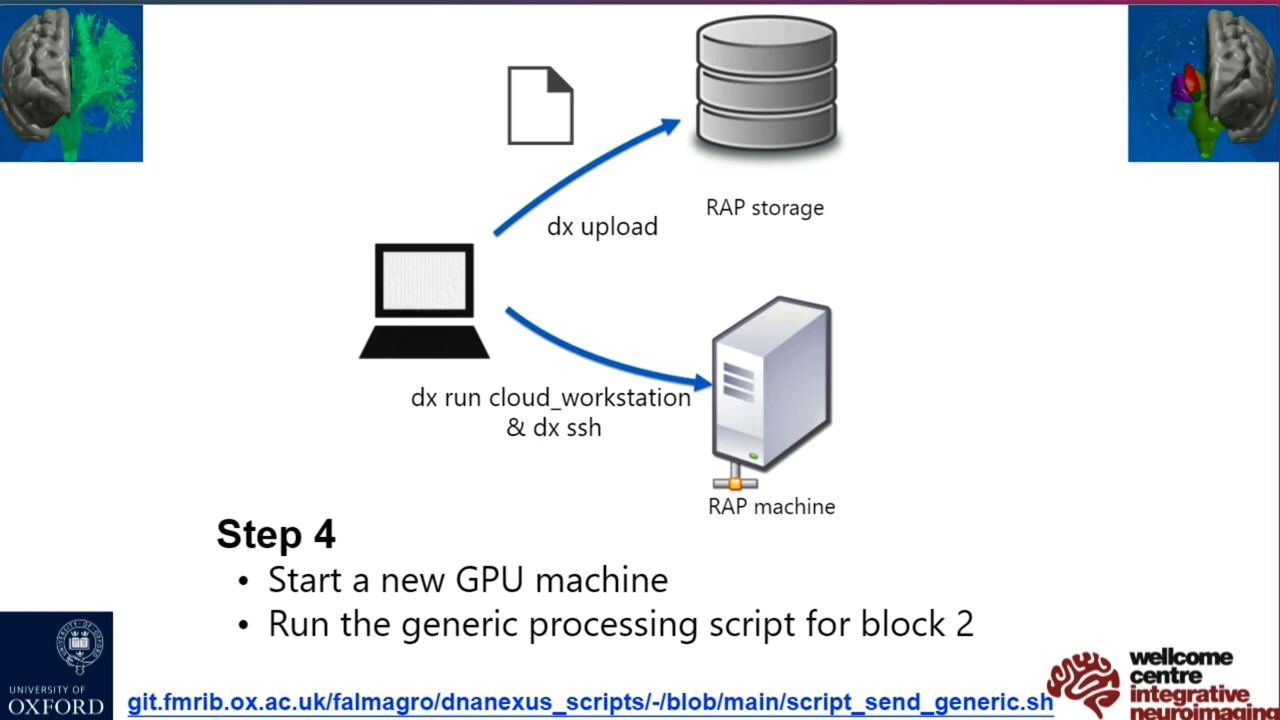 RAP storage
dx upload
dx run cloud_workstation
& dx ssh
RAP machine
Step 4
• Start a new GPU machine
• Run the generic processing script for block 2
UNIVERSITY OF
OXFORD
git.fmrib.ox.ac.uk/falmagro/dnanexus_scripts/-/blob/main/script_send_generic.sh
wellcome
centre
integrative
neuroimaging